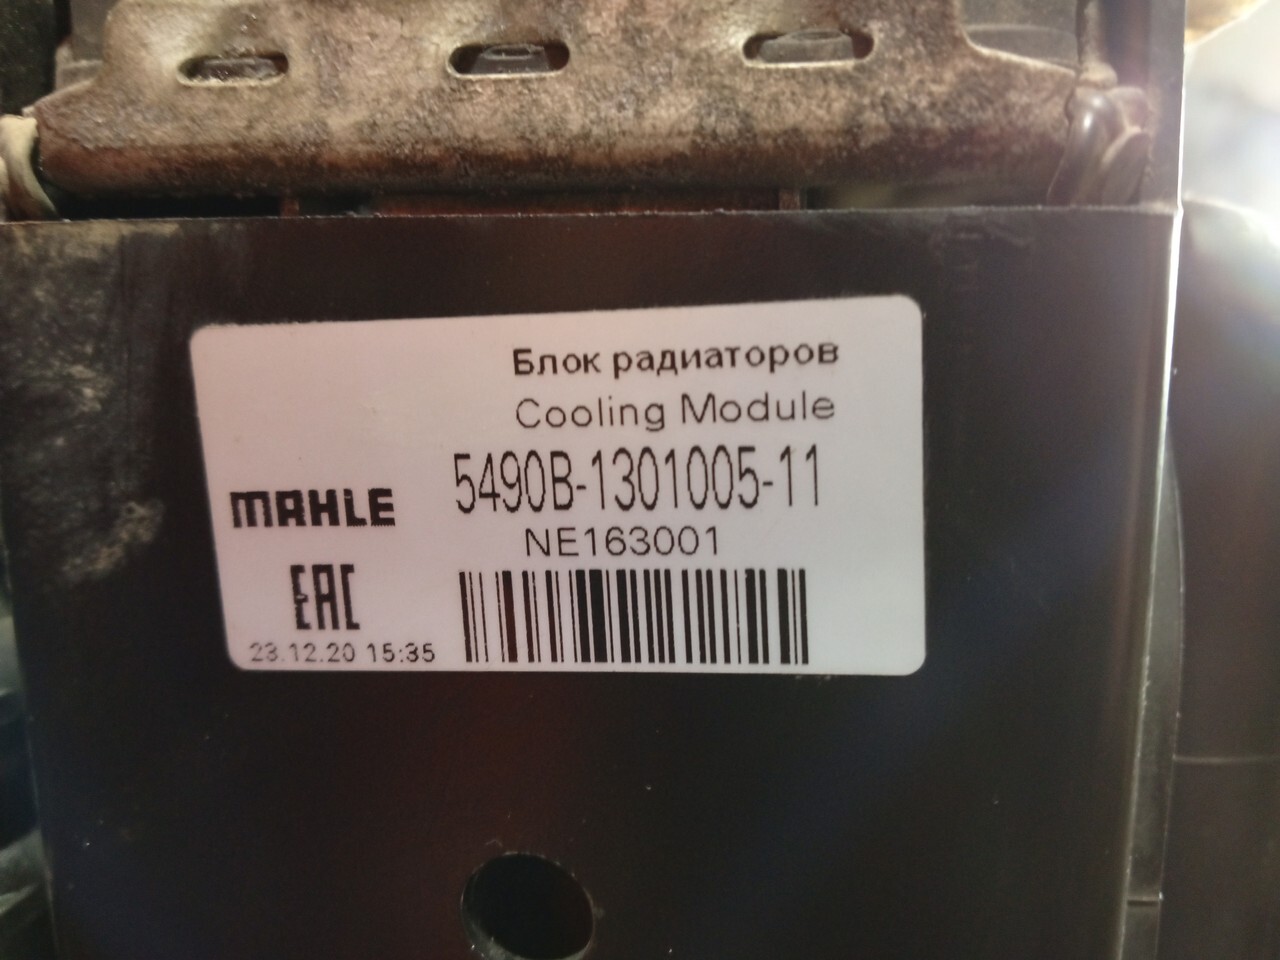 Блок радиаторов
Cooling Module
5490B-1301005-11
MAHLE
NE163001
EAC
23.12.20 15:35